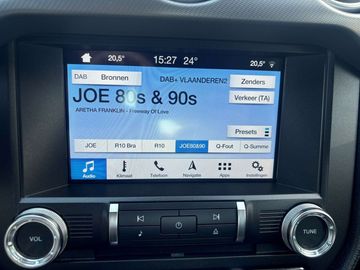 20,5° 15:27 24° 20,5°
DAB Bronnen DAB+ VLAANDEREN2 Zenders
JOE 80s & 90s Verkeer (TA)
ARETHA FRANKLIN - Freeway Of Love
Presets
JOE R10 Bra R10 JOE80&90 Q-Fout Q-Summe
Audio Klimaat Telefoon Navigatie Apps Instellingen
VOL TUNE